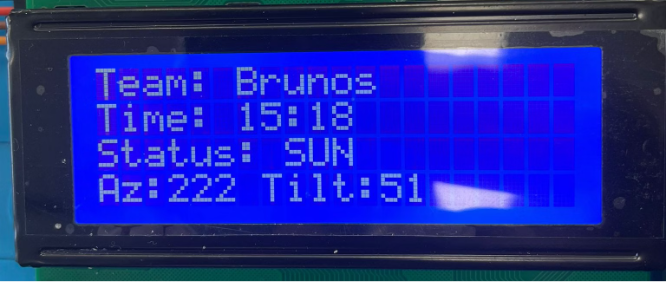 Team: Brunos
Time: 15:18
Status: SUN
Az:222 Tilt:51